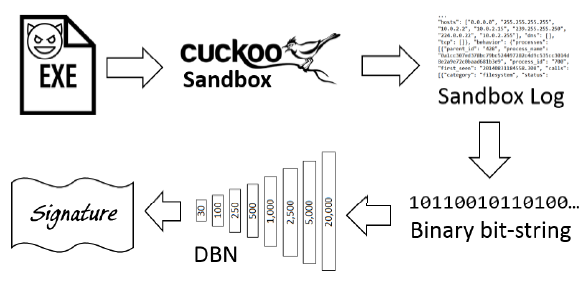 EXE
cuckoo
Sandbox
"hosts": ["0.0.0.0", "255.255.255.255",
"10.0.2.2", "10.0.2.15", "239.255.255.250",
"224.0.0.22", "10.0.2.255"], "dns": [],
"tcp": []}, "behavior": {"processes":
[{"parent_id": "420", "process_name":
"process_id": "700",
"first_seen": "calls":
[{"category": "filesystem", "status":
Sandbox Log
10110010110100...
Binary bit-string
20,000
5,000
2,500
1,000
500
250
100
30
DBN
Signature